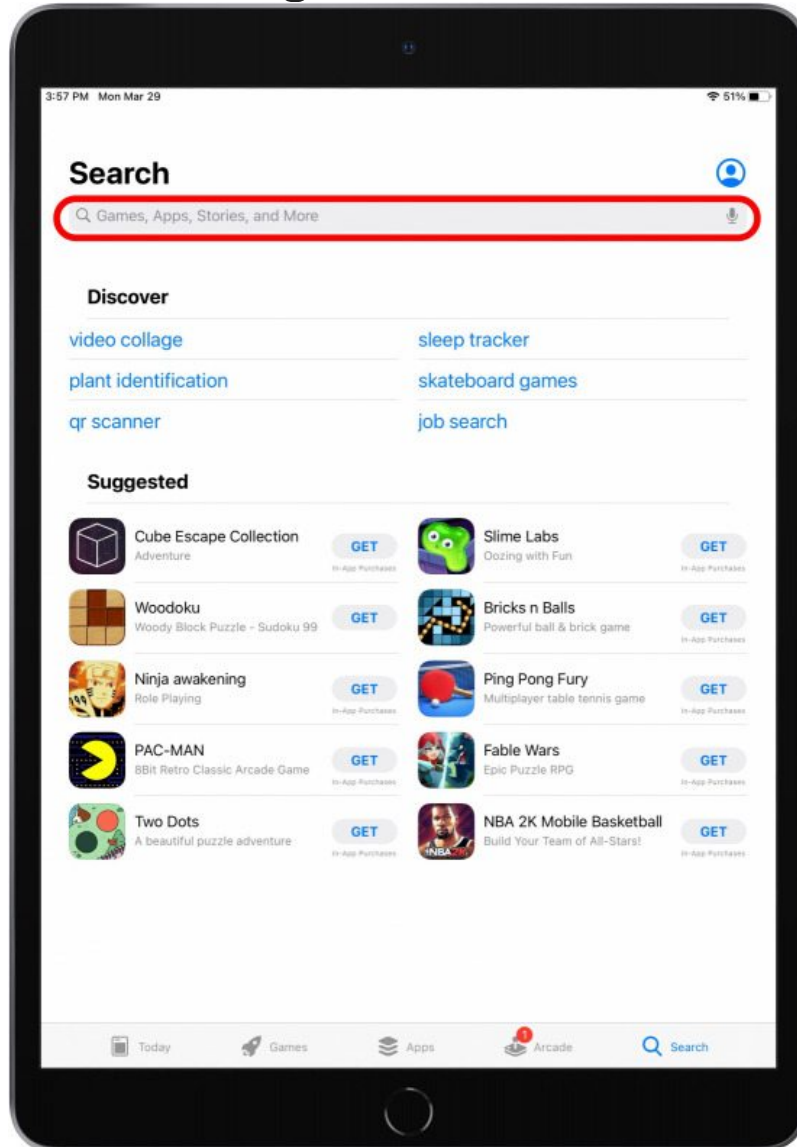 3:57 PM Mon Mar 29 51%
Search
Games, Apps, Stories, and More
Discover
video collage sleep tracker
plant identification skateboard games
qr scanner job search
Suggested
Cube Escape Collection
Adventure
GET
In-App Purchases
Slime Labs
Oozing with Fun
GET
In-App Purchases
Woodoku
Woody Block Puzzle - Sudoku 99
GET
Bricks n Balls
Powerful ball & brick game
GET
In-App Purchases
Ninja awakening
Role Playing
GET
In-App Purchases
Ping Pong Fury
Multiplayer table tennis game
GET
In-App Purchases
PAC-MAN
8Bit Retro Classic Arcade Game
GET
In-App Purchases
Fable Wars
Epic Puzzle RPG
GET
In-App Purchases
Two Dots
A beautiful puzzle adventure
GET
In-App Purchases
NBA 2K Mobile Basketball
Build Your Team of All-Stars!
GET
In-App Purchases
NBA 2K
1
Today Games Apps Arcade Search